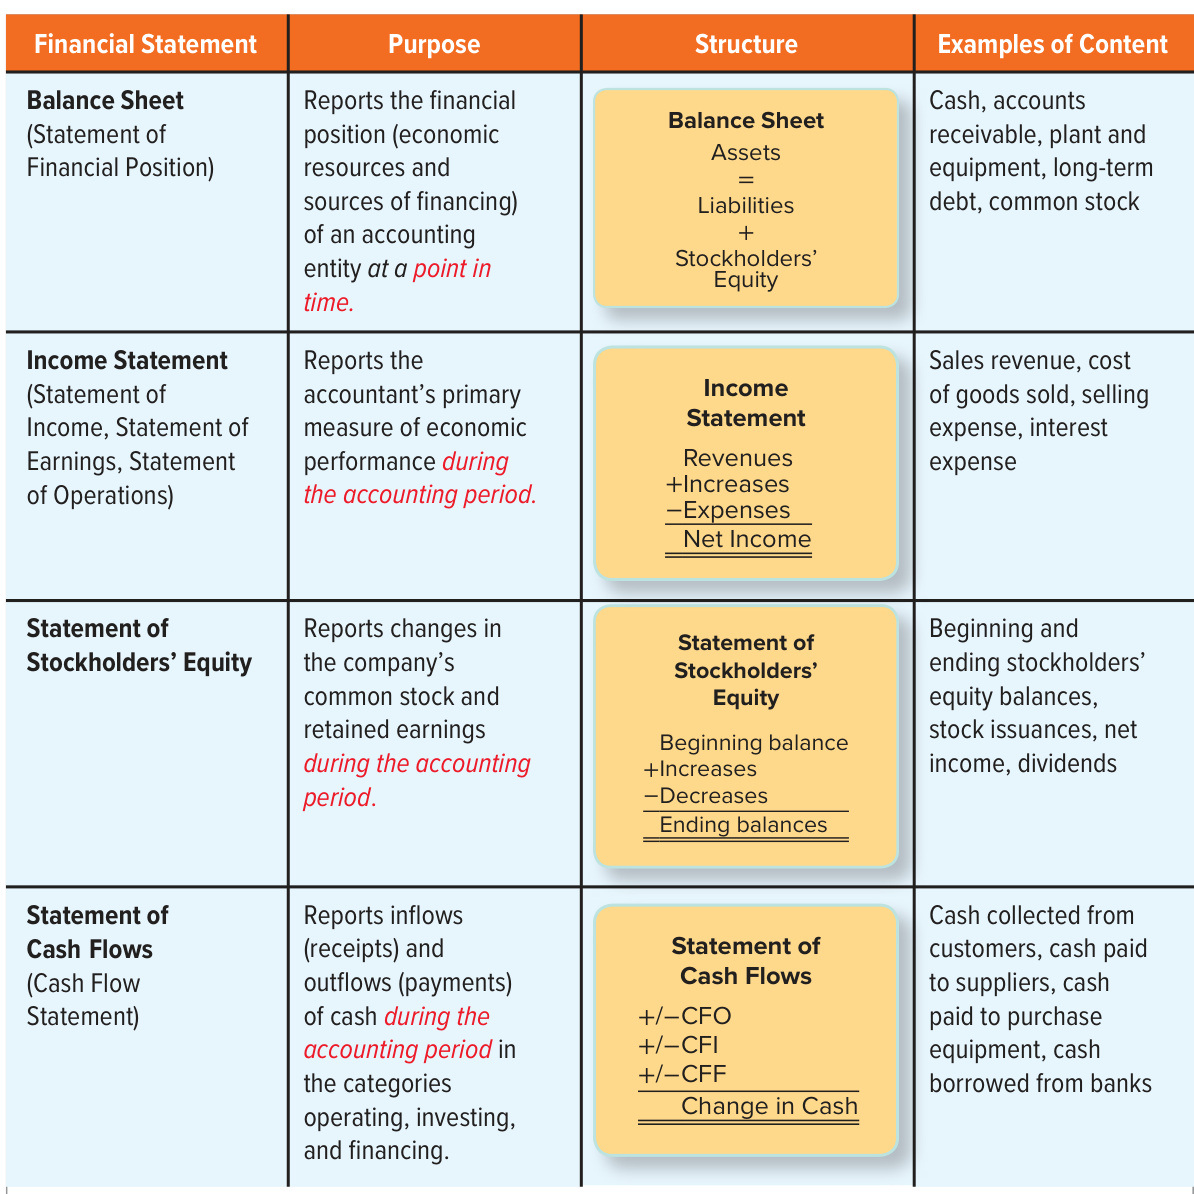 Financial Statement
Purpose
Structure
Examples of Content
Balance Sheet
(Statement of
Financial Position)
Reports the financial
position (economic
resources and
sources of financing)
of an accounting
entity at a point in
time.
Balance Sheet
Assets
=
Liabilities
+
Stockholders’
Equity
Cash, accounts
receivable, plant and
equipment, long-term
debt, common stock
Income Statement
(Statement of
Income, Statement of
Earnings, Statement
of Operations)
Reports the
accountant’s primary
measure of economic
performance during
the accounting period.
Income
Statement
Revenues
+Increases
−Expenses
Net Income
Sales revenue, cost
of goods sold, selling
expense, interest
expense
Statement of
Stockholders’ Equity
Reports changes in
the company’s
common stock and
retained earnings
during the accounting
period.
Statement of
Stockholders’
Equity
Beginning balance
+Increases
−Decreases
Ending balances
Beginning and
ending stockholders’
equity balances,
stock issuances, net
income, dividends
Statement of
Cash Flows
(Cash Flow
Statement)
Reports inflows
(receipts) and
outflows (payments)
of cash during the
accounting period in
the categories
operating, investing,
and financing.
Statement of
Cash Flows
+/−CFO
+/−CFI
+/−CFF
Change in Cash
Cash collected from
customers, cash paid
to suppliers, cash
paid to purchase
equipment, cash
borrowed from banks